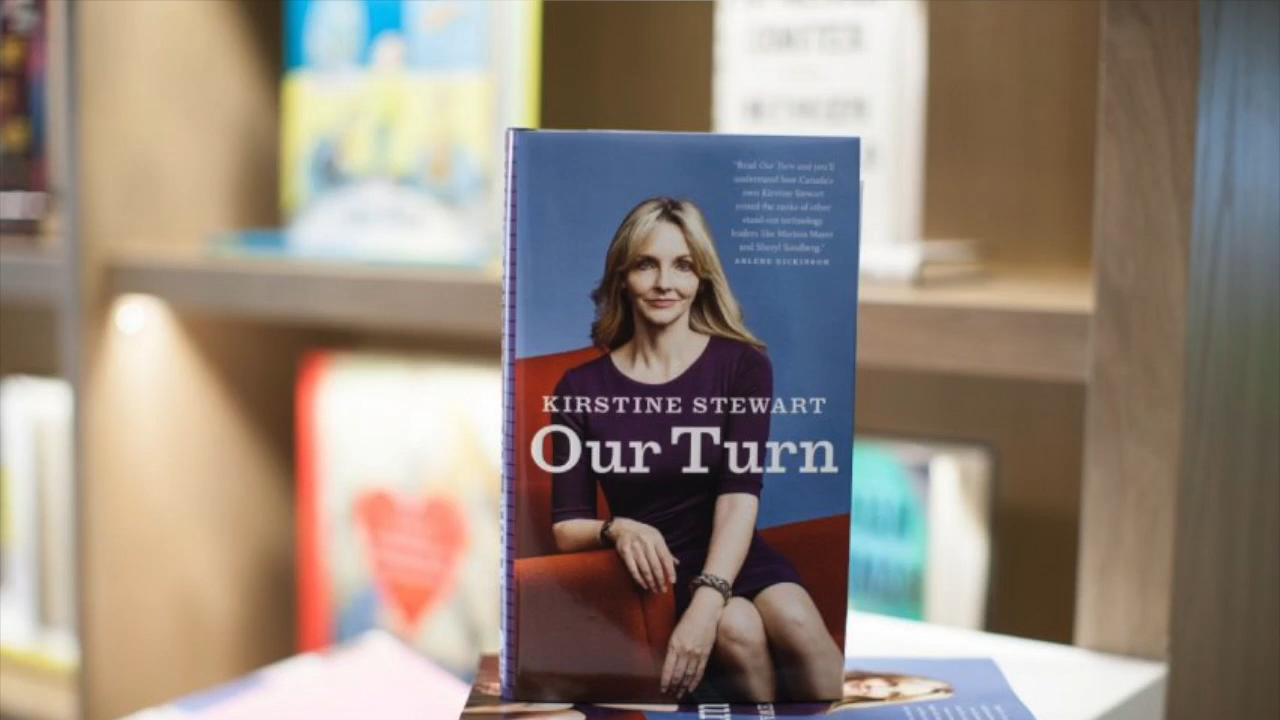 "Read Our Turn and you'll
understand how Canada's
own Kirstine Stewart
joined the ranks of other
stand-out technology
leaders like Marissa Mayer
and Sheryl Sandberg."
ARLENE DICKINSON
KIRSTINE STEWART
Our Turn